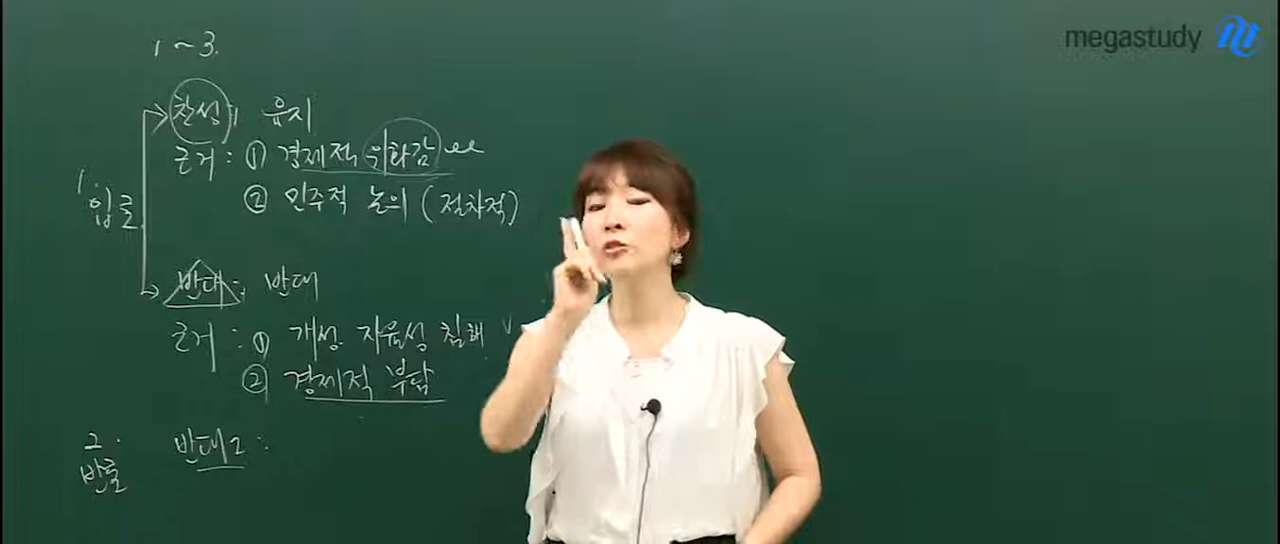 1~3.
megastudy
찬성: 유지
근거: ① 경제적 위화감
② 민주적 논의 (절차적)
1. 입론
반대: 반대
근거: ① 개성. 자율성 침해 ∨
② 경제적 부담
2. 반론
반대2: